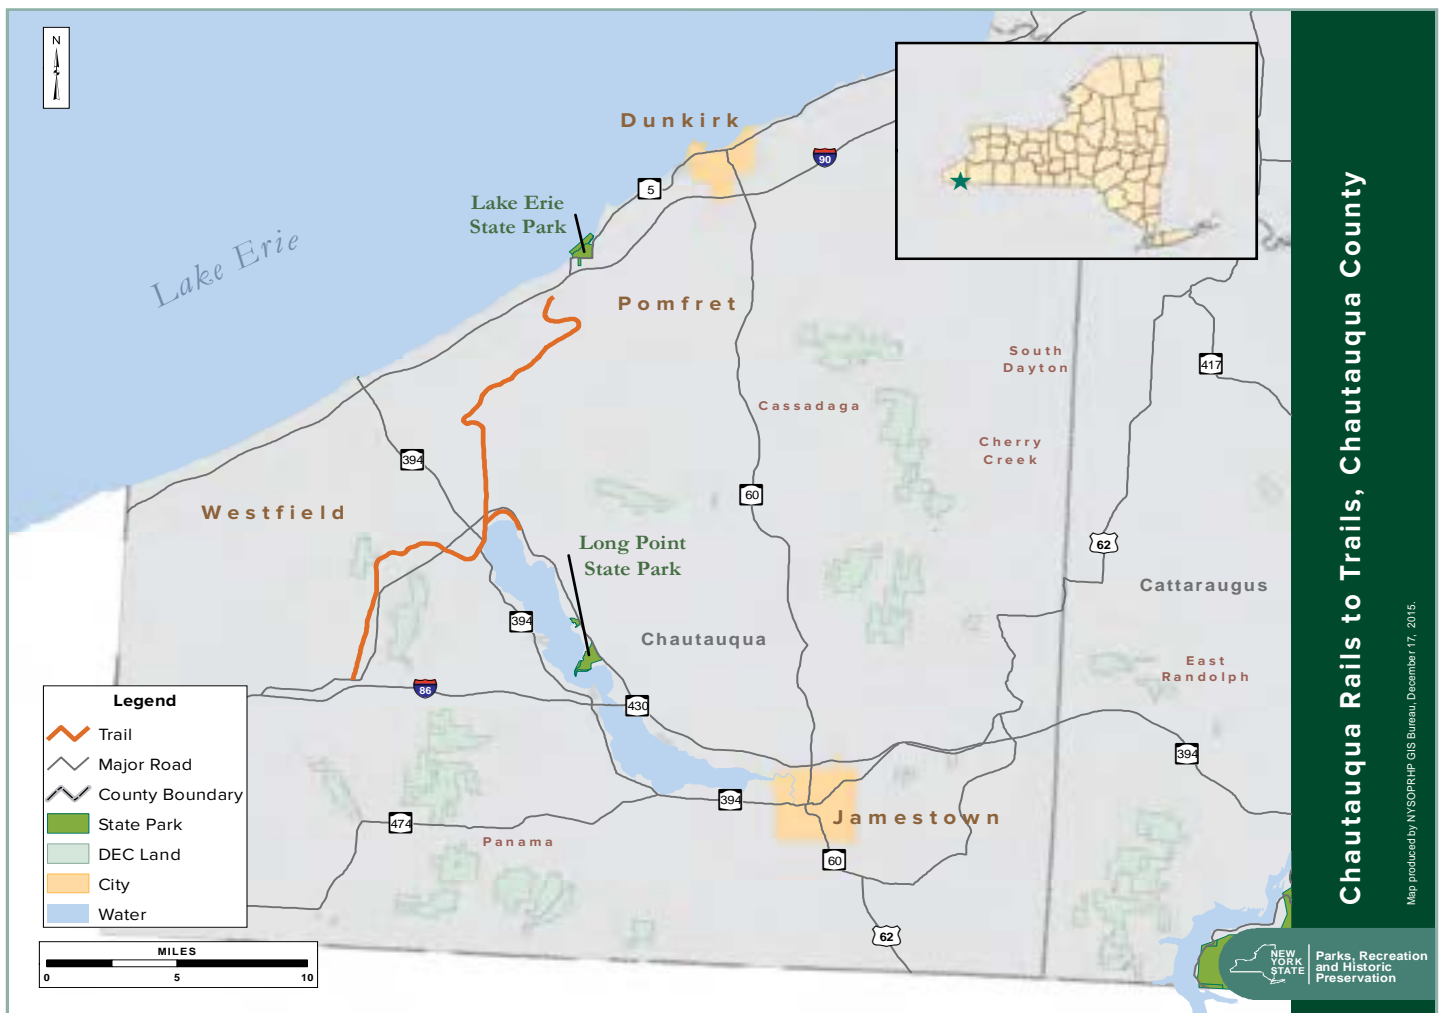 N
Dunkirk
90
5
Lake Erie
State Park
Lake Erie
Pomfret
South
Dayton
417
Cassadaga
Cherry
Creek
394
60
Westfield
Long Point
State Park
62
Cattaraugus
394
Chautauqua
East
Randolph
86
430
394
394
Jamestown
474
Panama
60
62
Legend
Trail
Major Road
County Boundary
State Park
DEC Land
City
Water
MILES
0 5 10
Chautauqua Rails to Trails, Chautauqua County
Map produced by NYSOPRHP GIS Bureau, December 17, 2015.
NEW
YORK
STATE
Parks, Recreation
and Historic
Preservation